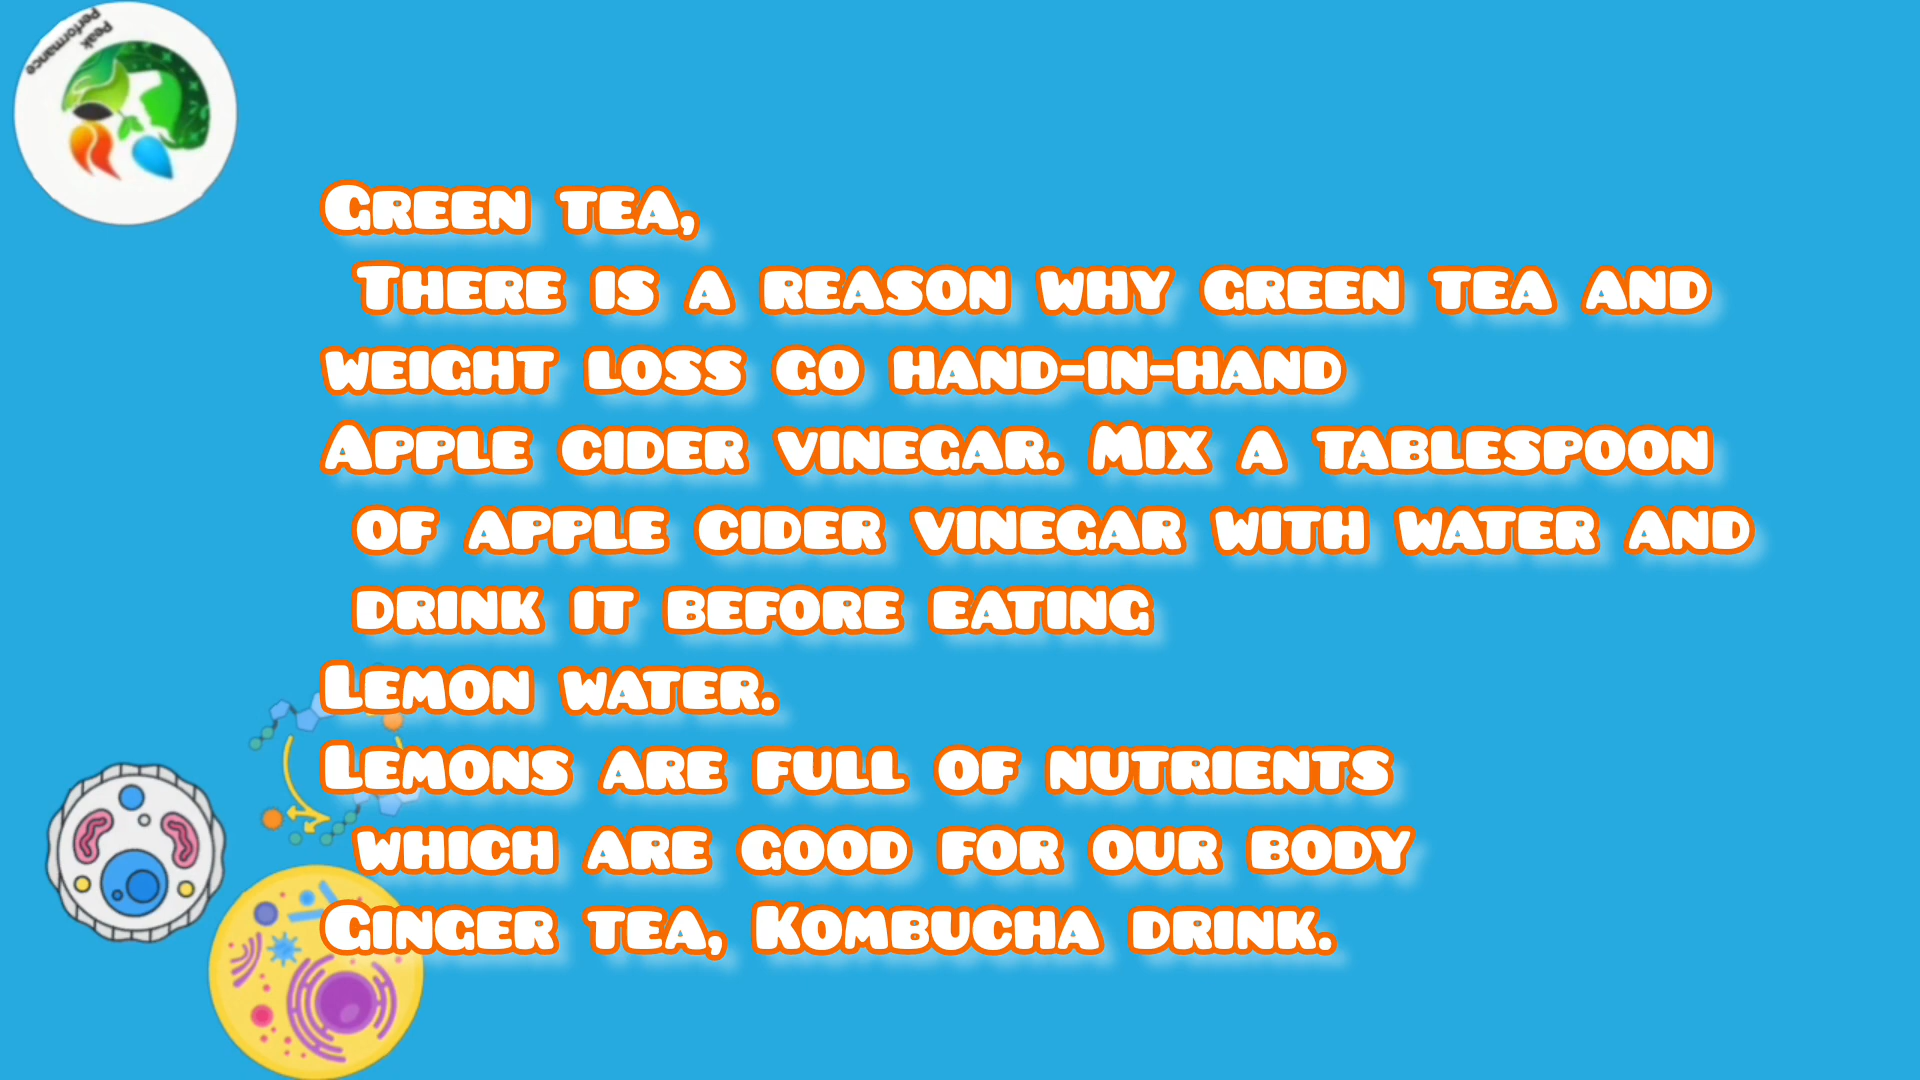 Peak
Performance
Green tea,
There is a reason why green tea and
weight loss go hand-in-hand
Apple cider vinegar. Mix a tablespoon
of apple cider vinegar with water and
drink it before eating
Lemon water.
Lemons are full of nutrients
which are good for our body
Ginger tea, Kombucha drink.